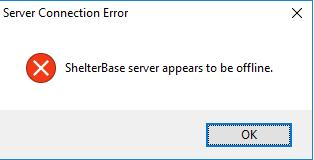 Server Connection Error
ShelterBase server appears to be offline.
OK